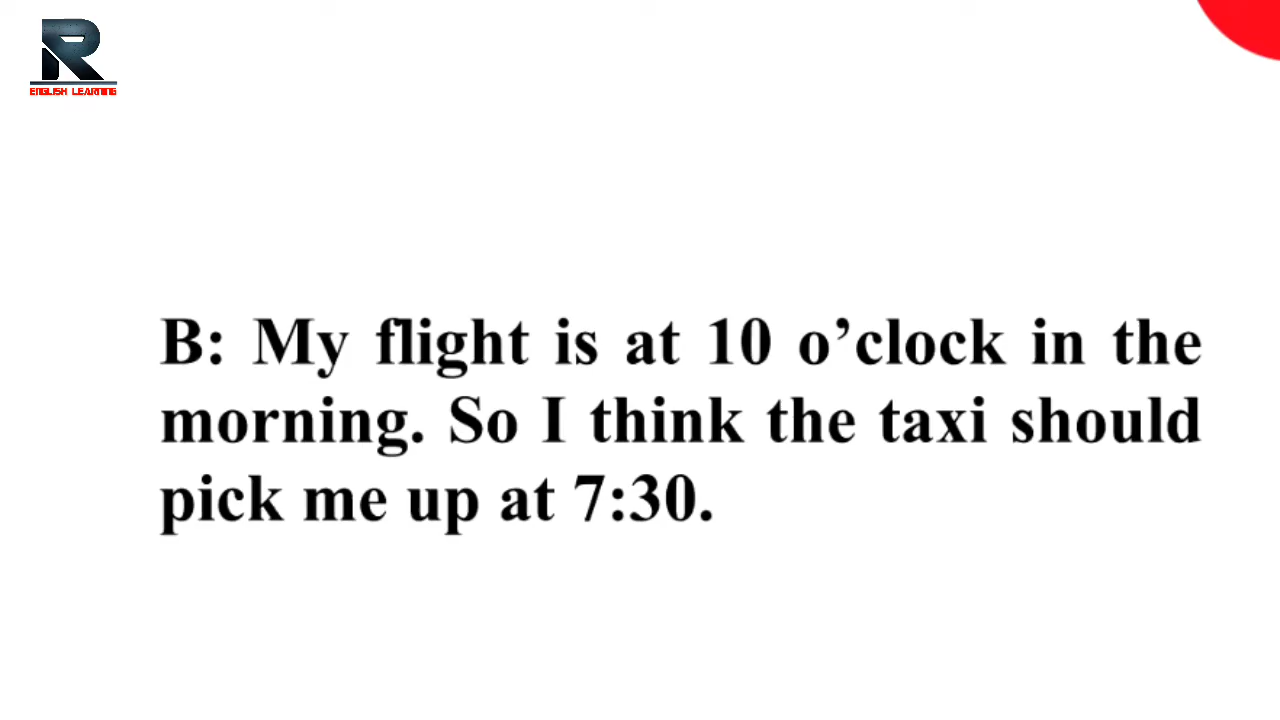 R
ENGLISH LEARNING
B: My flight is at 10 o’clock in the
morning. So I think the taxi should
pick me up at 7:30.